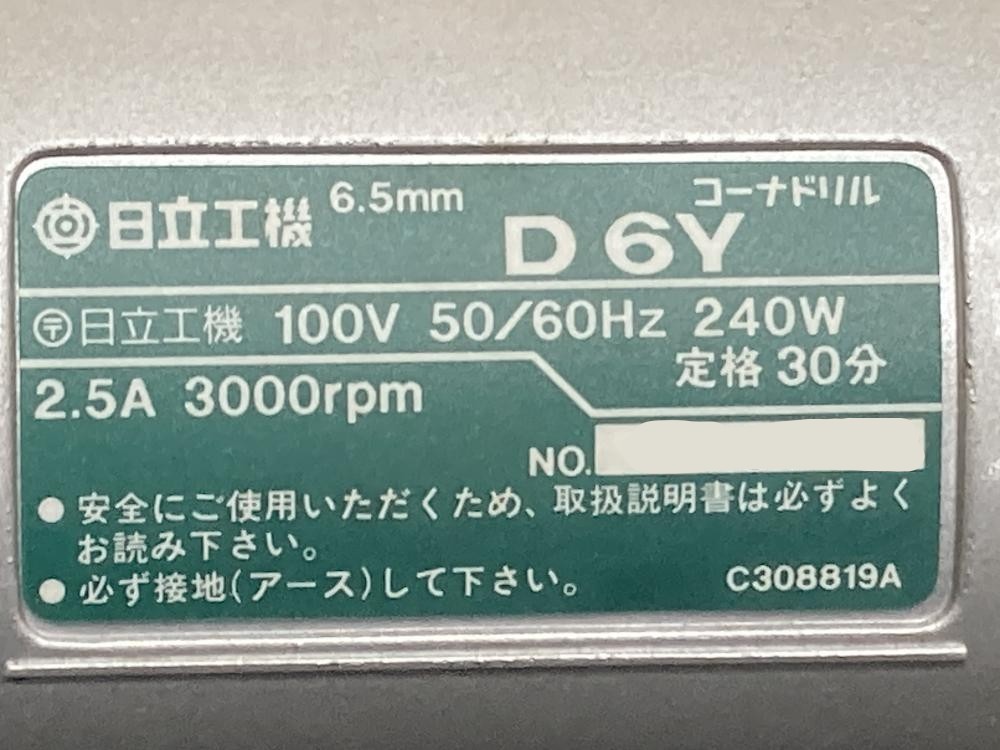 日立工機 6.5mm コーナドリル
D 6Y
〶日立工機 100V 50/60Hz 240W
定格 30分
2.5A 3000rpm
NO.
● 安全にご使用いただくため、取扱説明書は必ずよく
お読み下さい。
● 必ず接地(アース)して下さい。
C308819A